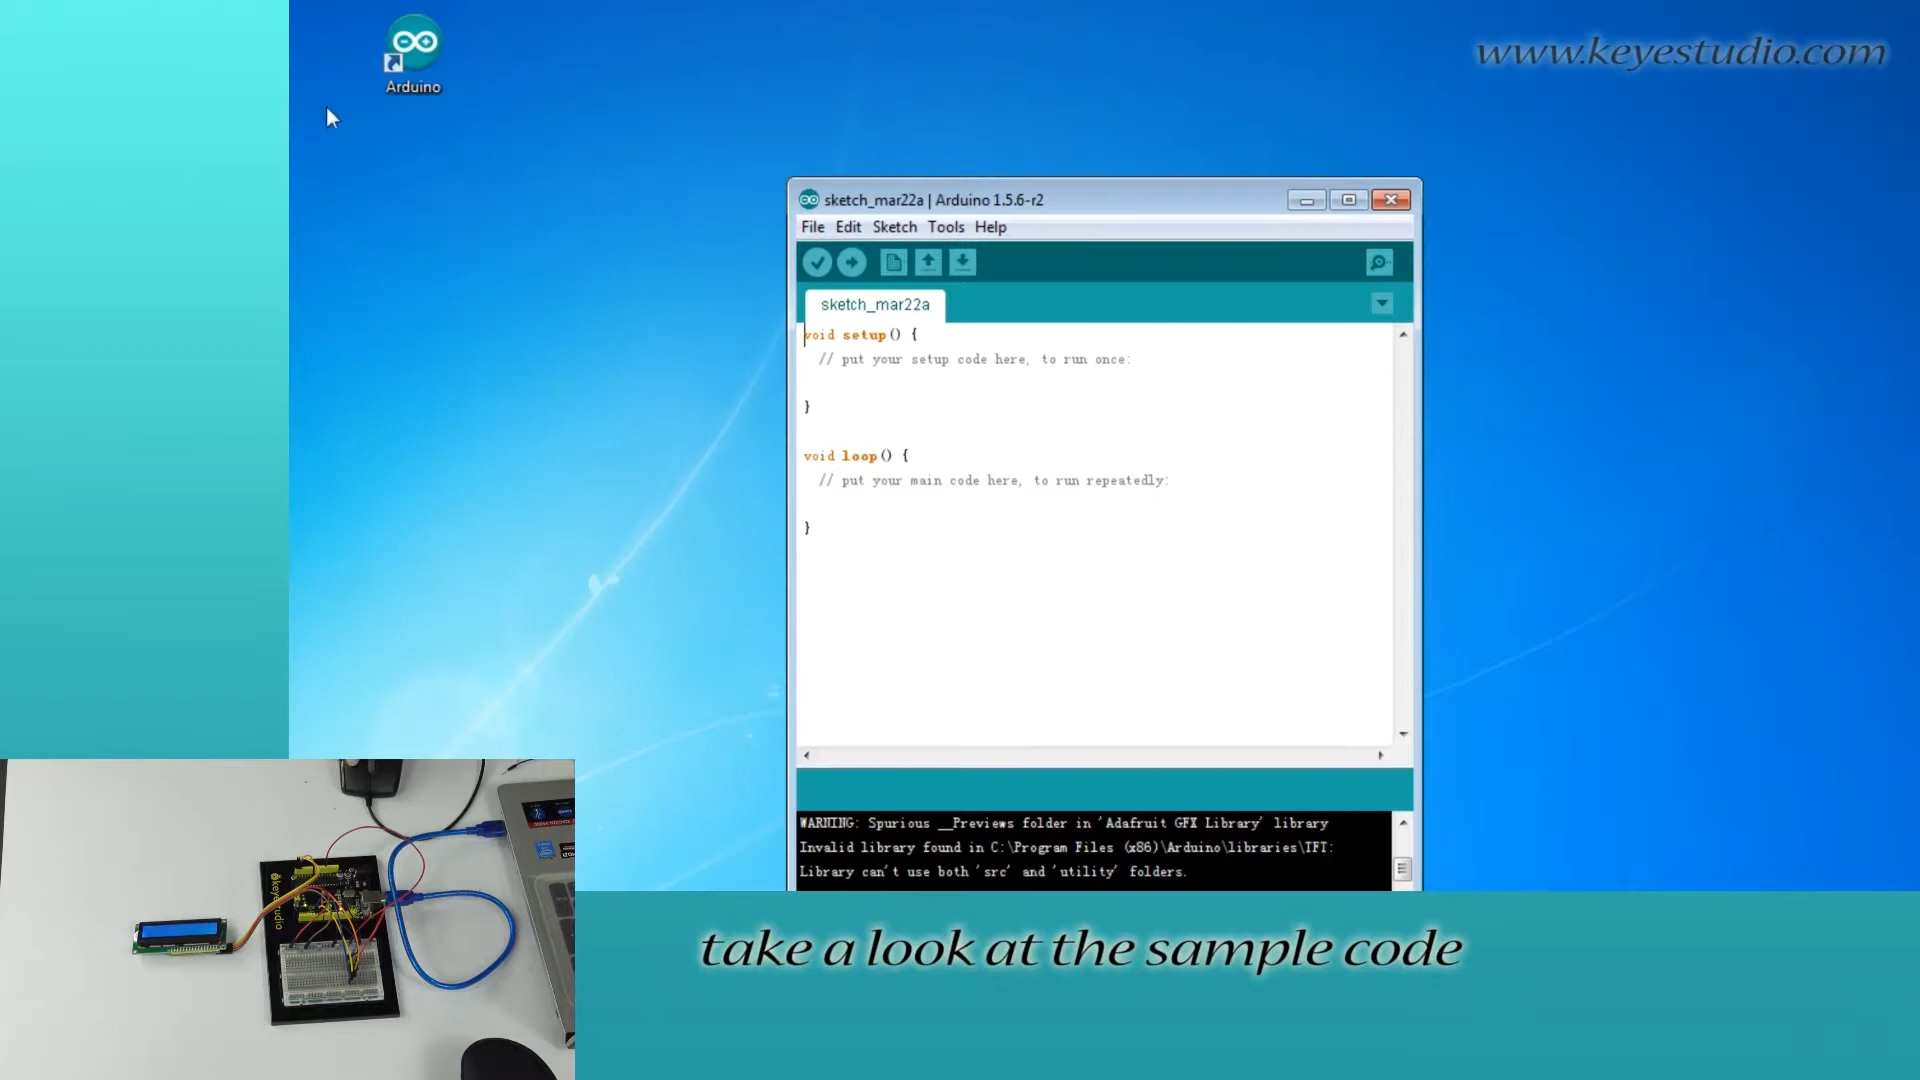 Arduino
www.keyestudio.com
sketch_mar22a | Arduino 1.5.6-r2
File Edit Sketch Tools Help
sketch_mar22a
void setup() {
// put your setup code here, to run once:
}
void loop() {
// put your main code here, to run repeatedly:
}
WARNING: Spurious __Previews folder in 'Adafruit GFX Library' library
Invalid library found in C:\Program Files (x86)\Arduino\libraries\TFT:
Library can't use both 'src' and 'utility' folders.
keyestudio
take a look at the sample code